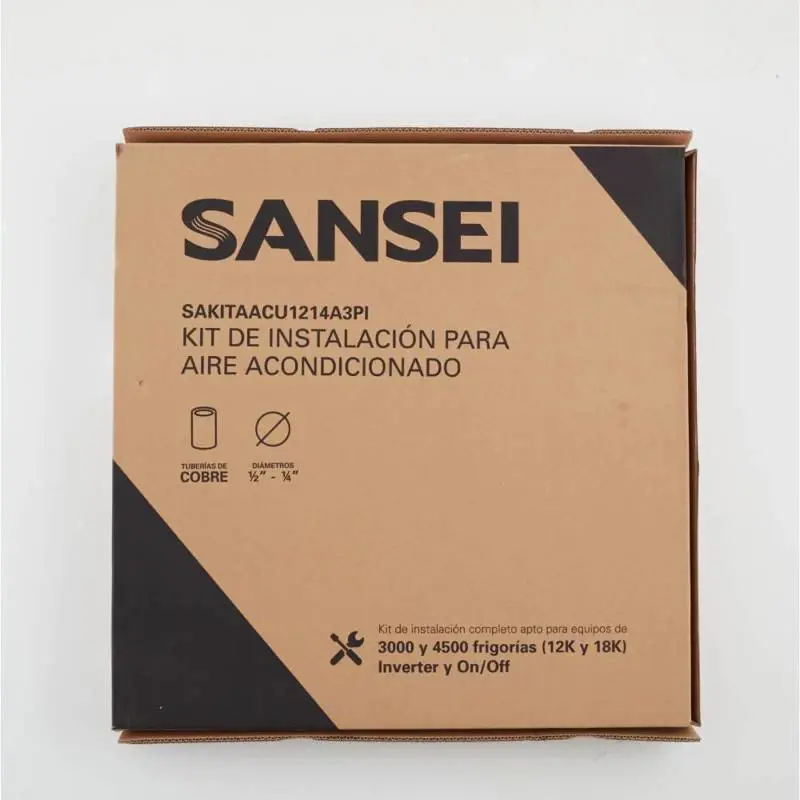 SANSEI
SAKITAACU1214A3PI
KIT DE INSTALACIÓN PARA
AIRE ACONDICIONADO
TUBERÍAS DE
COBRE
DIÁMETROS
½" - ¼"
Kit de instalación completo apto para equipos de
3000 y 4500 frigorías (12K y 18K)
Inverter y On/Off